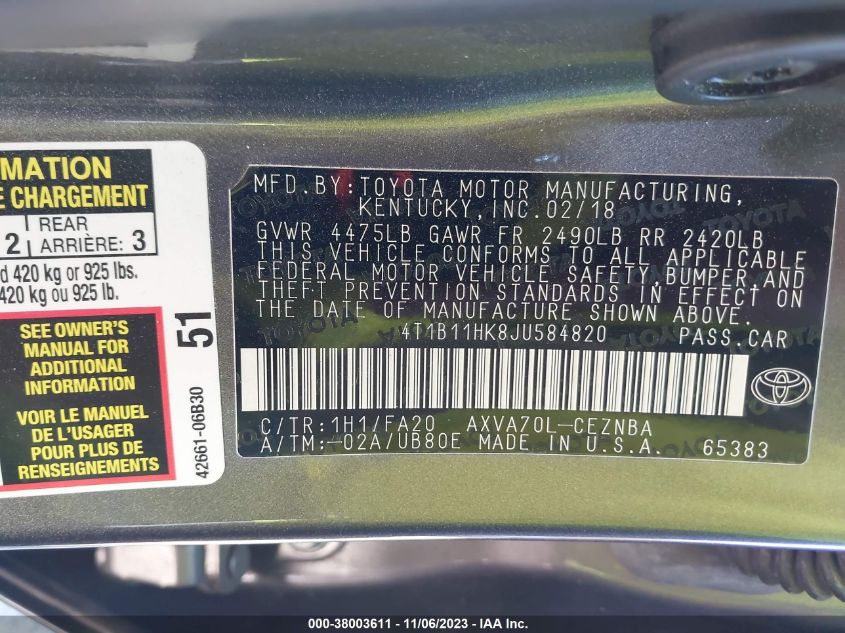 MATION
E CHARGEMENT
2 REAR
ARRIÈRE: 3
d 420 kg or 925 lbs.
420 kg ou 925 lb.
SEE OWNER'S
MANUAL FOR
ADDITIONAL
INFORMATION
VOIR LE MANUEL
DE L'USAGER
POUR PLUS DE
RENSEIGNEMENTS
51
42661-06B30
MFD.BY:TOYOTA MOTOR MANUFACTURING,
KENTUCKY,INC.02/18
GVWR 4475LB GAWR FR 2490LB RR 2420LB
THIS VEHICLE CONFORMS TO ALL APPLICABLE
FEDERAL MOTOR VEHICLE SAFETY,BUMPER,AND
THEFT PREVENTION STANDARDS IN EFFECT ON
THE DATE OF MANUFACTURE SHOWN ABOVE.
4T1B11HK8JU584820 PASS.CAR
C/TR:1H1/FA20 AXVA70L-CEZNBA
A/TM:-02A/UB80E MADE IN U.S.A. 65383
000-38003611 - 11/06/2023 - IAA Inc.